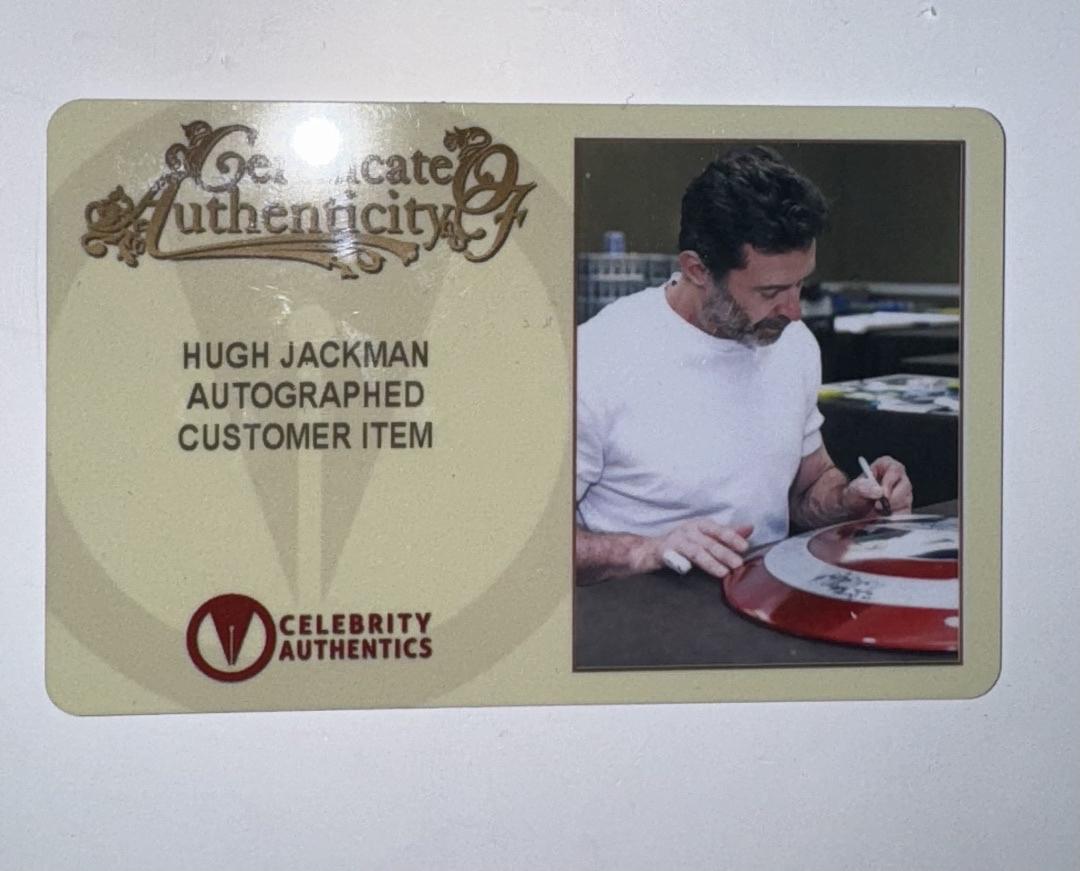 Certificate Of
Authenticity
HUGH JACKMAN
AUTOGRAPHED
CUSTOMER ITEM
CELEBRITY
AUTHENTICS